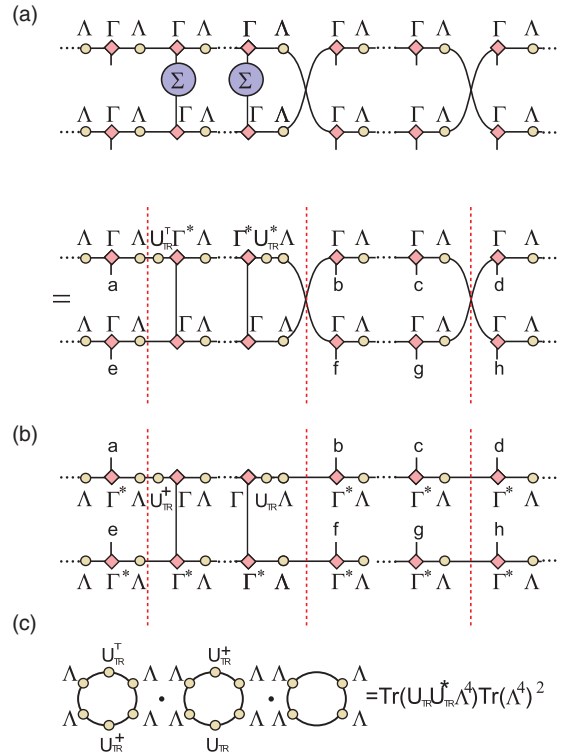 (a)
Γ Λ Γ Λ Γ Λ Γ Λ Γ Λ Γ
Σ Σ
Λ Γ Λ Γ Λ Γ Λ Γ Λ Γ Λ Γ
Λ Γ Λ U_TR^T Γ* Λ Γ* U_TR^* Λ Γ Λ Γ Λ Γ
a b c d
=
Λ Γ Λ Γ Λ Γ Λ Γ Λ Γ Λ Γ
e f g h
(b)
a b c d
Λ Γ* Λ U_TR^+ Γ Λ Γ U_TR Λ Γ* Λ Γ* Λ Γ*
e f g h
Λ Γ* Λ Γ* Λ Γ* Λ Γ* Λ Γ* Λ Γ*
(c)
U_TR^T U_TR^+
Λ Λ Λ Λ Λ Λ
· · =Tr(U_TR U_TR^* Λ^4)Tr(Λ^4)^2
Λ Λ Λ Λ Λ Λ
U_TR^+ U_TR